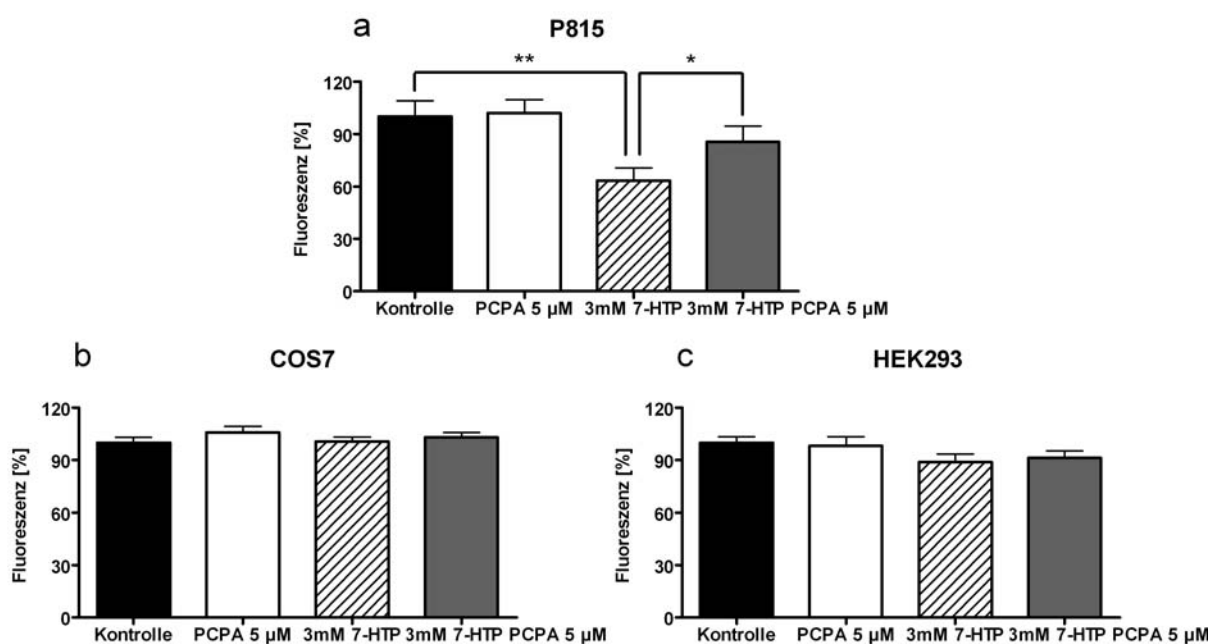 a
P815
**
*
Fluoreszenz [%]
120
90
60
30
0
Kontrolle PCPA 5 µM 3mM 7-HTP 3mM 7-HTP PCPA 5 µM
b
COS7
Fluoreszenz [%]
120
90
60
30
0
Kontrolle PCPA 5 µM 3mM 7-HTP 3mM 7-HTP PCPA 5 µM
c
HEK293
Fluoreszenz [%]
120
90
60
30
0
Kontrolle PCPA 5 µM 3mM 7-HTP 3mM 7-HTP PCPA 5 µM